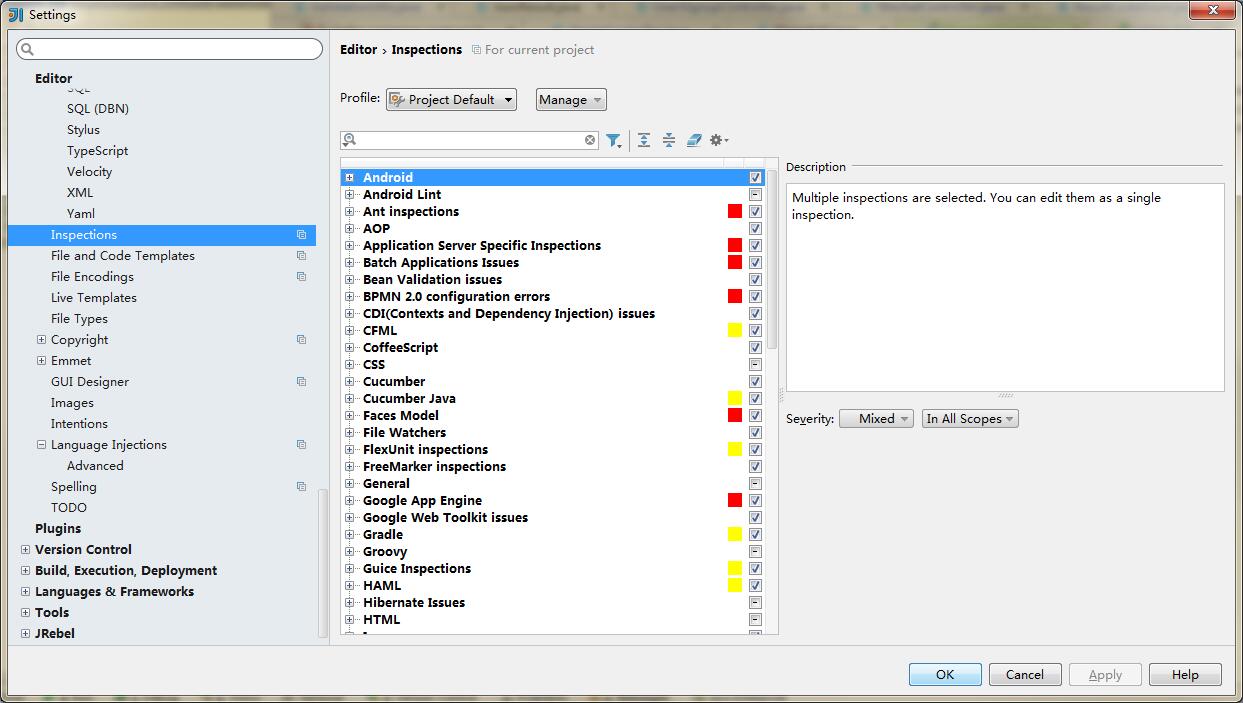 Settings
Editor
SQL
SQL (DBN)
Stylus
TypeScript
Velocity
XML
Yaml
Inspections
File and Code Templates
File Encodings
Live Templates
File Types
Copyright
Emmet
GUI Designer
Images
Intentions
Language Injections
Advanced
Spelling
TODO
Plugins
Version Control
Build, Execution, Deployment
Languages & Frameworks
Tools
JRebel
Editor › Inspections For current project
Profile: Project Default Manage
Android
Android Lint
Ant inspections
AOP
Application Server Specific Inspections
Batch Applications Issues
Bean Validation issues
BPMN 2.0 configuration errors
CDI(Contexts and Dependency Injection) issues
CFML
CoffeeScript
CSS
Cucumber
Cucumber Java
Faces Model
File Watchers
FlexUnit inspections
FreeMarker inspections
General
Google App Engine
Google Web Toolkit issues
Gradle
Groovy
Guice Inspections
HAML
Hibernate Issues
HTML
Description
Multiple inspections are selected. You can edit them as a single
inspection.
Severity: Mixed In All Scopes
OK Cancel Apply Help